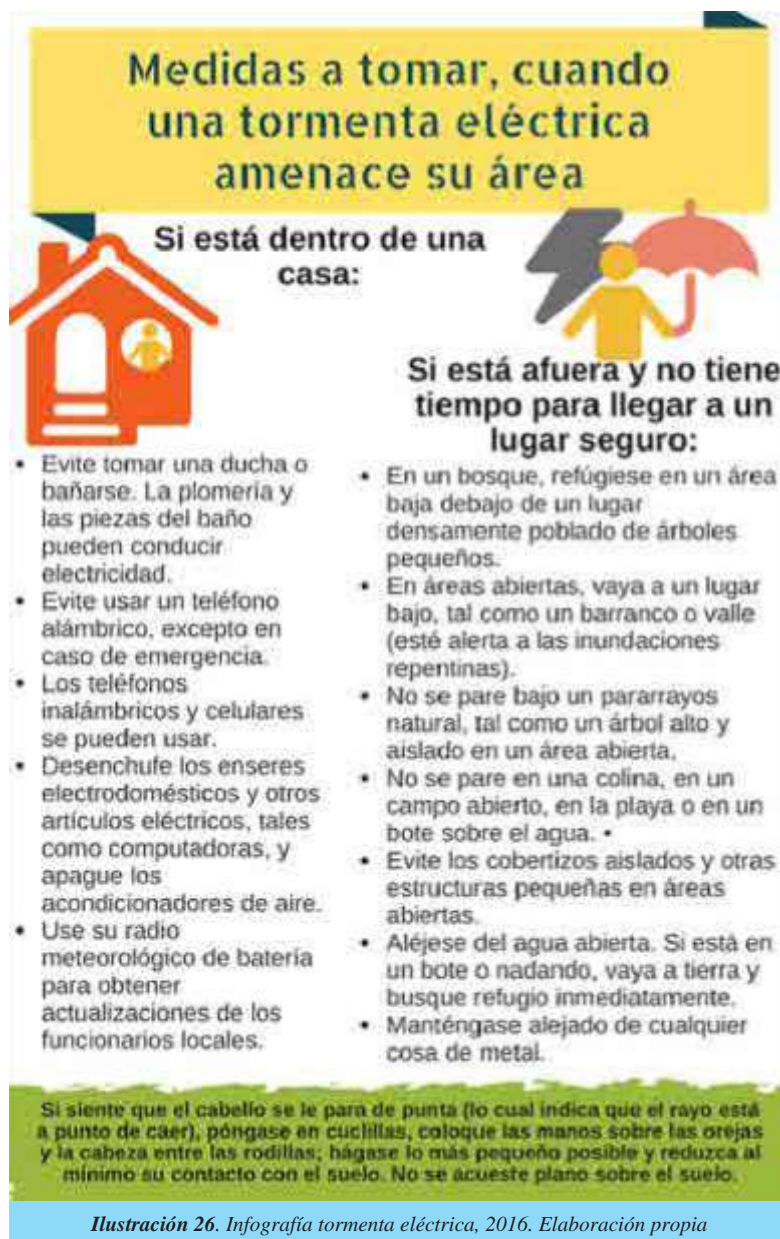 Medidas a tomar, cuando
una tormenta eléctrica
amenace su área
Si está dentro de una
casa:
• Evite tomar una ducha o
bañarse. La plomería y
las piezas del baño
pueden conducir
electricidad.
• Evite usar un teléfono
alámbrico, excepto en
caso de emergencia.
• Los teléfonos
inalámbricos y celulares
se pueden usar.
• Desenchufe los enseres
electrodomésticos y otros
artículos eléctricos, tales
como computadoras, y
apague los
acondicionadores de aire.
• Use su radio
meteorológico de batería
para obtener
actualizaciones de los
funcionarios locales.
Si está afuera y no tiene
tiempo para llegar a un
lugar seguro:
• En un bosque, refúgiese en un área
baja debajo de un lugar
densamente poblado de árboles
pequeños.
• En áreas abiertas, vaya a un lugar
bajo, tal como un barranco o valle
(esté alerta a las inundaciones
repentinas).
• No se pare bajo un pararrayos
natural, tal como un árbol alto y
aislado en un área abierta.
• No se pare en una colina, en un
campo abierto, en la playa o en un
bote sobre el agua. •
• Evite los cobertizos aislados y otras
estructuras pequeñas en áreas
abiertas.
• Aléjese del agua abierta. Si está en
un bote o nadando, vaya a tierra y
busque refugio inmediatamente.
• Manténgase alejado de cualquier
cosa de metal.
Si siente que el cabello se le para de punta (lo cual indica que el rayo está
a punto de caer), póngase en cuclillas, coloque las manos sobre las orejas
y la cabeza entre las rodillas; hágase lo más pequeño posible y reduzca al
mínimo su contacto con el suelo. No se acueste plano sobre el suelo.
Ilustración 26. Infografía tormenta eléctrica, 2016. Elaboración propia